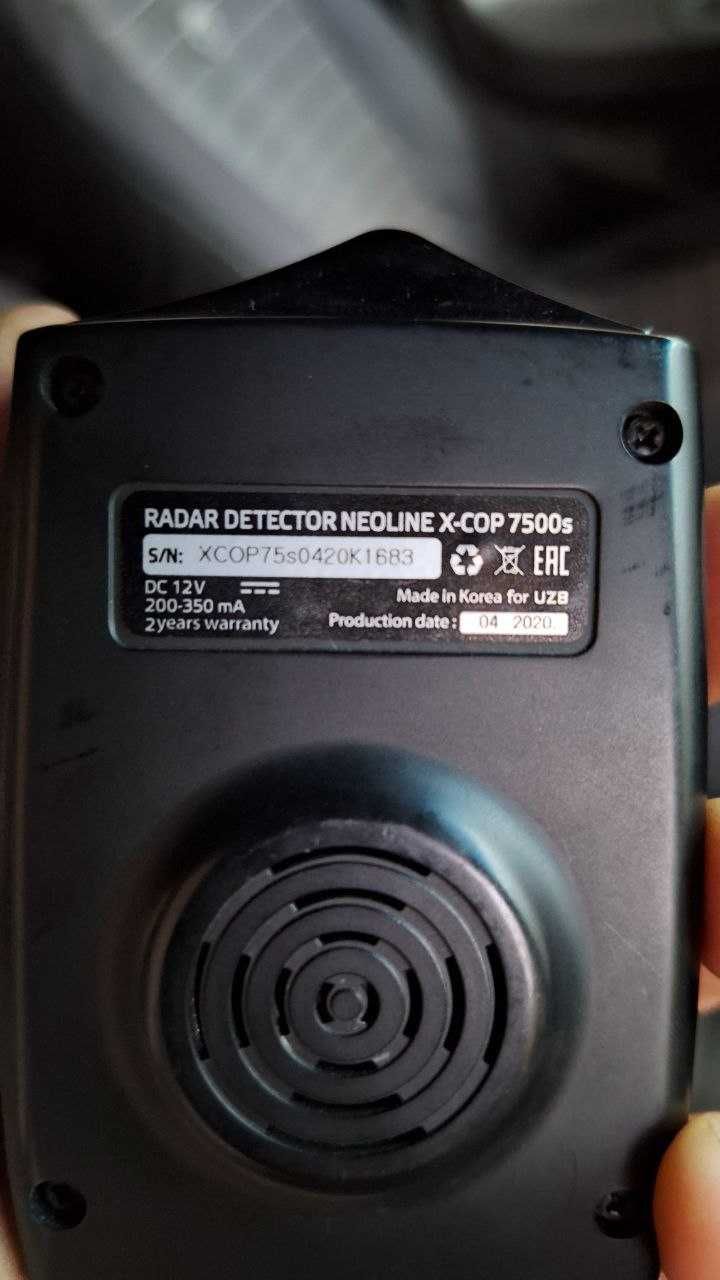 RADAR DETECTOR NEOLINE X-COP 7500s
S/N: XCOP75s0420K1683
EAC
DC 12V
200-350 mA
2years warranty
Made in Korea for UZB
Production date: 04 2020